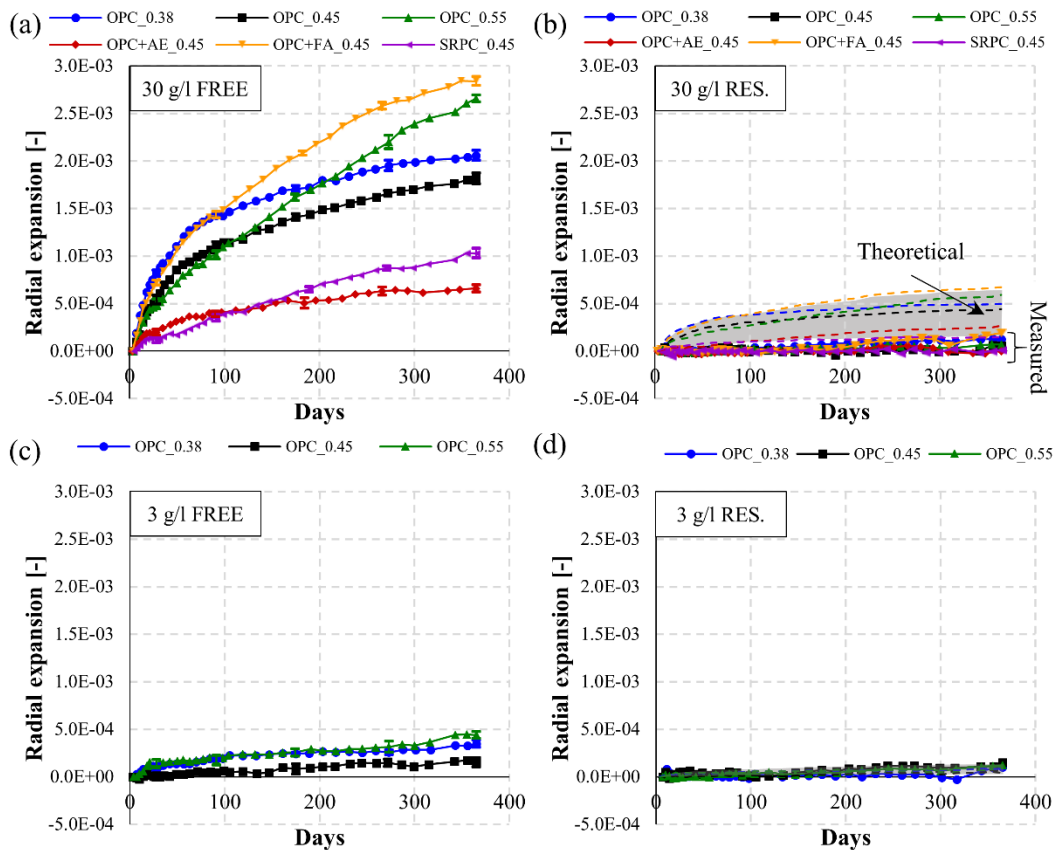 (a)
OPC_0.38 OPC_0.45 OPC_0.55
OPC+AE_0.45 OPC+FA_0.45 SRPC_0.45
30 g/l FREE
Radial expansion [-]
3.0E-03
2.5E-03
2.0E-03
1.5E-03
1.0E-03
5.0E-04
0.0E+00
-5.0E-04
0 100 200 300 400
Days
(b)
OPC_0.38 OPC_0.45 OPC_0.55
OPC+AE_0.45 OPC+FA_0.45 SRPC_0.45
30 g/l RES.
Radial expansion [-]
3.0E-03
2.5E-03
2.0E-03
1.5E-03
1.0E-03
5.0E-04
0.0E+00
-5.0E-04
Theoretical
Measured
0 100 200 300
Days
(c)
OPC_0.38 OPC_0.45 OPC_0.55
3 g/l FREE
Radial expansion [-]
3.0E-03
2.5E-03
2.0E-03
1.5E-03
1.0E-03
5.0E-04
0.0E+00
-5.0E-04
0 100 200 300 400
Days
(d)
OPC_0.38 OPC_0.45 OPC_0.55
3 g/l RES.
Radial expansion [-]
3.0E-03
2.5E-03
2.0E-03
1.5E-03
1.0E-03
5.0E-04
0.0E+00
-5.0E-04
0 100 200 300 400
Days